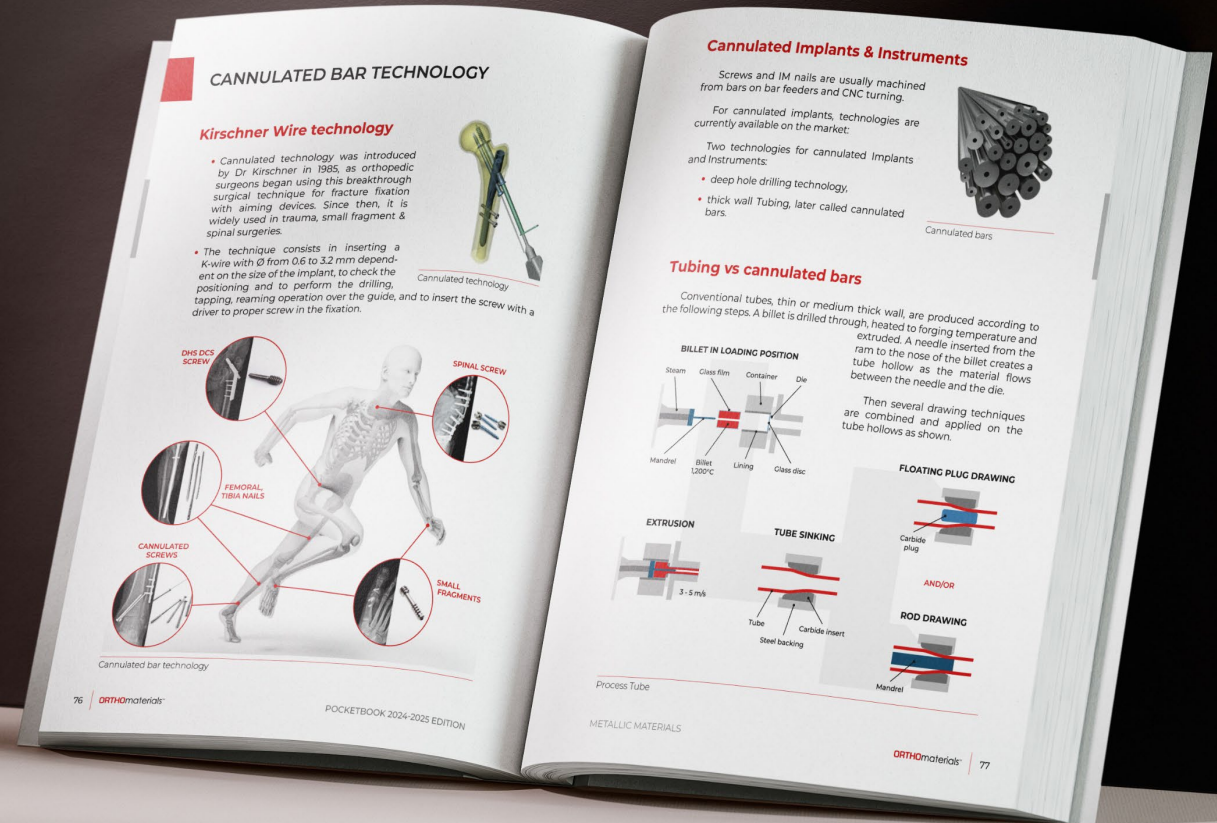 CANNULATED BAR TECHNOLOGY
Kirschner Wire technology
• Cannulated technology was introduced
by Dr Kirschner in 1985, as orthopedic
surgeons began using this breakthrough
surgical technique for fracture fixation
with aiming devices. Since then, it is
widely used in trauma, small fragment &
spinal surgeries.
• The technique consists in inserting a
K-wire with Ø from 0.6 to 3.2 mm depend-
ent on the size of the implant, to check the
positioning and to perform the drilling,
tapping, reaming operation over the guide, and to insert the screw with a
driver to proper screw in the fixation.
Cannulated technology
DHS DCS
SCREW
SPINAL SCREW
FEMORAL,
TIBIA NAILS
CANNULATED
SCREWS
SMALL
FRAGMENTS
Cannulated bar technology
76 | ORTHOmaterials™
POCKETBOOK 2024-2025 EDITION
Cannulated Implants & Instruments
Screws and IM nails are usually machined
from bars on bar feeders and CNC turning.
For cannulated implants, technologies are
currently available on the market:
Two technologies for cannulated Implants
and Instruments:
• deep hole drilling technology,
• thick wall Tubing, later called cannulated
bars.
Cannulated bars
Tubing vs cannulated bars
Conventional tubes, thin or medium thick wall, are produced according to
the following steps. A billet is drilled through, heated to forging temperature and
extruded. A needle inserted from the
ram to the nose of the billet creates a
tube hollow as the material flows
between the needle and the die.
Then several drawing techniques
are combined and applied on the
tube hollows as shown.
BILLET IN LOADING POSITION
Steam
Glass film
Container
Die
Mandrel
Billet
1,200°C
Lining
Glass disc
EXTRUSION
3 - 5 m/s
TUBE SINKING
Tube
Steel backing
Carbide insert
FLOATING PLUG DRAWING
Carbide
plug
AND/OR
ROD DRAWING
Mandrel
Process Tube
METALLIC MATERIALS
ORTHOmaterials™ | 77